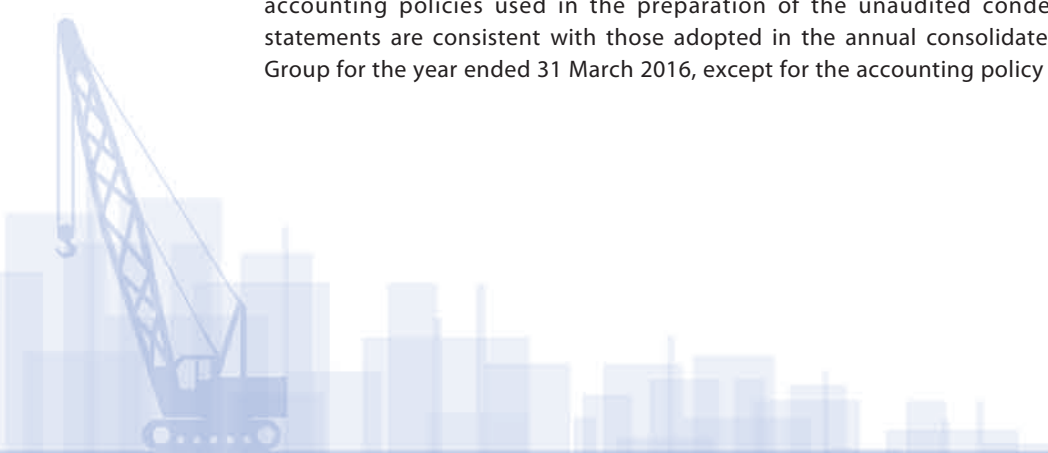 accounting policies used in the preparation of the unaudited conde
statements are consistent with those adopted in the annual consolidate
Group for the year ended 31 March 2016, except for the accounting policy